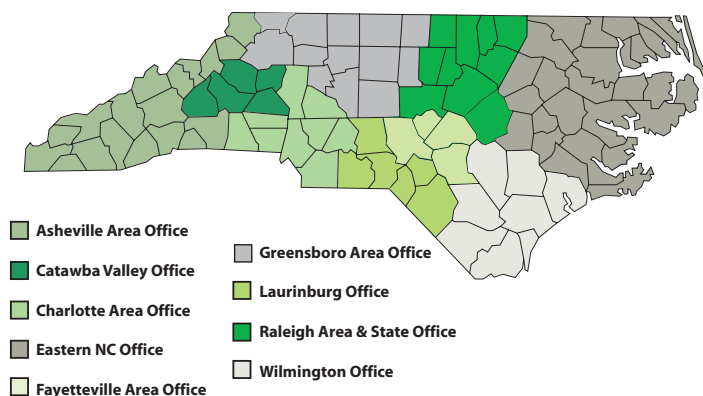 Asheville Area Office
Catawba Valley Office
Charlotte Area Office
Eastern NC Office
Fayetteville Area Office
Greensboro Area Office
Laurinburg Office
Raleigh Area & State Office
Wilmington Office